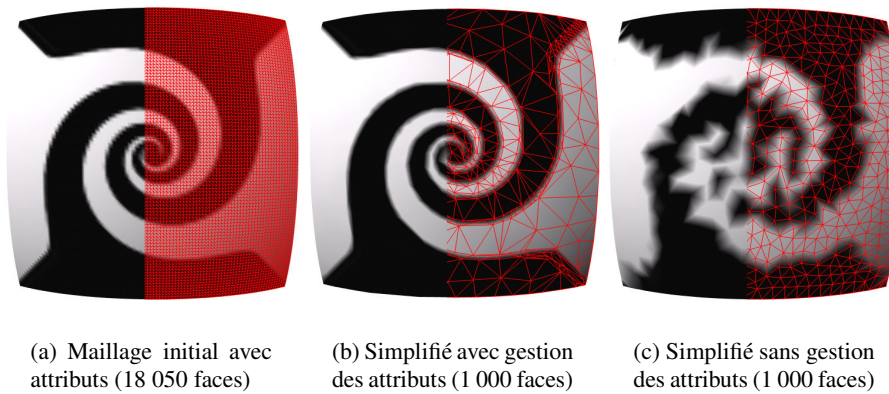 (a) Maillage initial avec
attributs (18 050 faces)
(b) Simplifié avec gestion
des attributs (1 000 faces)
(c) Simplifié sans gestion
des attributs (1 000 faces)